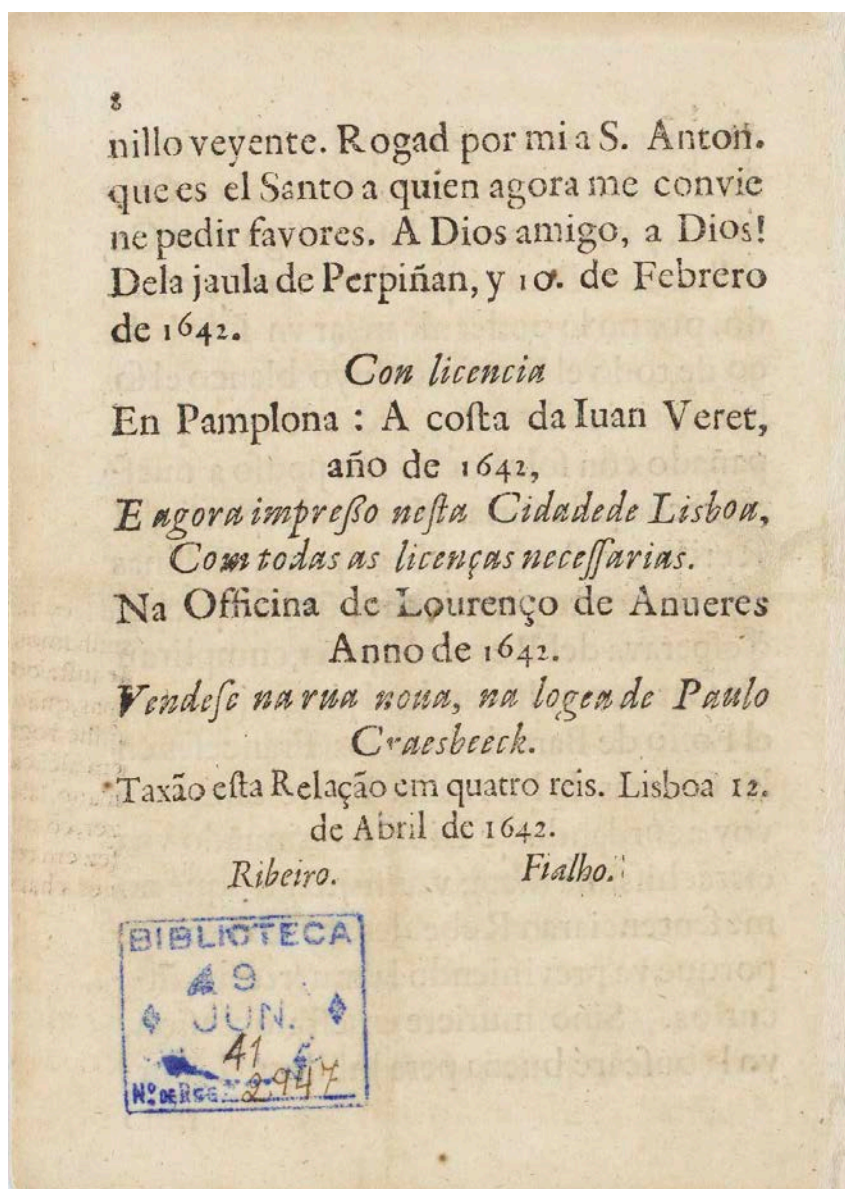 8
nillo veyente. Rogad por mi a S. Anton.
que es el Santo a quien agora me convie
ne pedir favores. A Dios amigo, a Dios!
Dela jaula de Perpiñan, y 10. de Febrero
de 1642.
Con licencia
En Pamplona : A coſta da Iuan Veret,
año de 1642,
E agora impreſſo neſta Cidadede Lisboa,
Com todas as licenças neceſſarias.
Na Officina de Lourenço de Anueres
Anno de 1642.
Vendeſe na rua noua, na logea de Paulo
Craesbeeck.
Taxão eſta Relação em quatro reis. Lisboa 12.
de Abril de 1642.
Ribeiro. Fialho.
BIBLIOTECA
19
JUN.
41
Nº DE REG. 2947